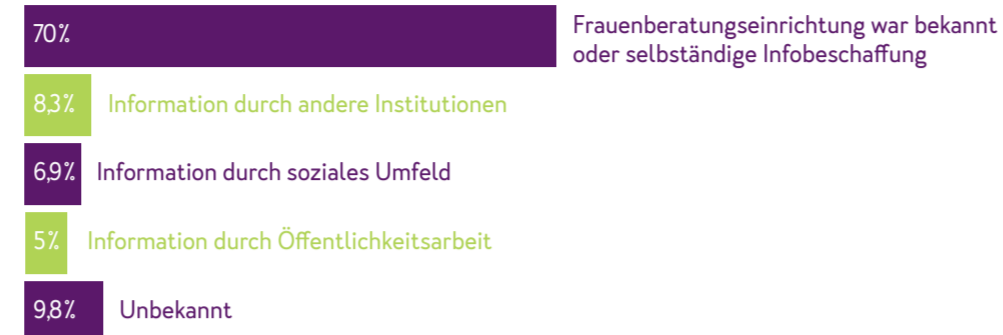 70%
Frauenberatungseinrichtung war bekannt
oder selbständige Infobeschaffung
8,3% Information durch andere Institutionen
6,9% Information durch soziales Umfeld
5% Information durch Öffentlichkeitsarbeit
9,8% Unbekannt